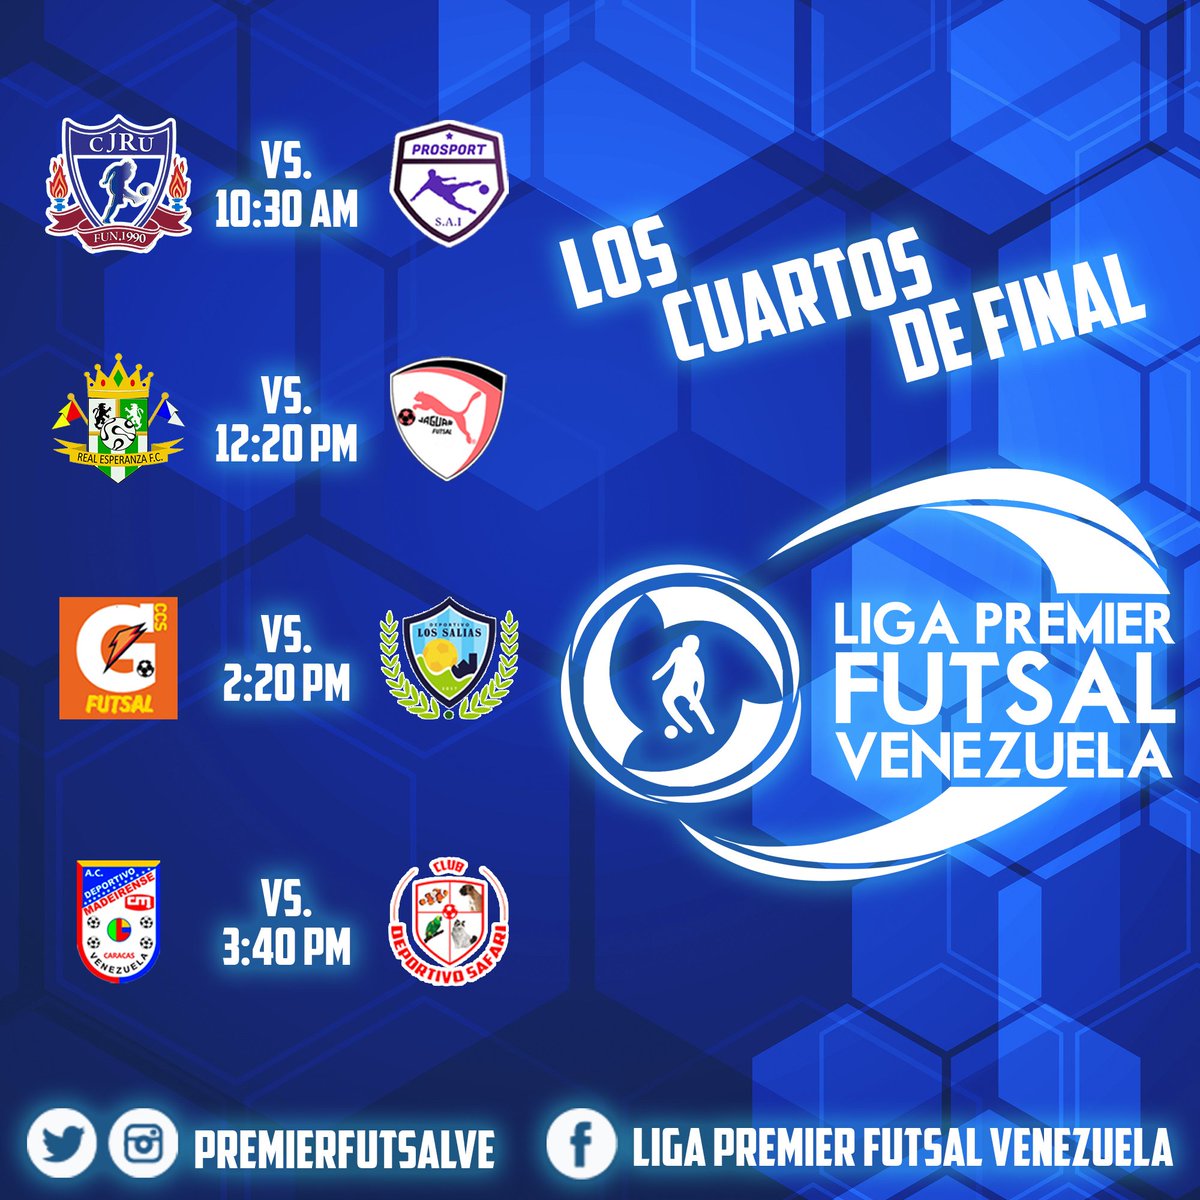 CJRU
FUN.1990
VS.
10:30 AM
PROSPORT
S.A.I
LOS
CUARTOS
DE FINAL
REAL ESPERANZA F.C.
VS.
12:20 PM
JAGUAR
FUTSAL
G
CCS
FUTSAL
VS.
2:20 PM
DEPORTIVO
LOS SALIAS
2017
LIGA PREMIER
FUTSAL
VENEZUELA
A.C.
DEPORTIVO
MADEIRENSE
CM
CARACAS
VENEZUELA
VS.
3:40 PM
CLUB
DEPORTIVO SAFARI
PREMIERFUTSALVE
LIGA PREMIER FUTSAL VENEZUELA